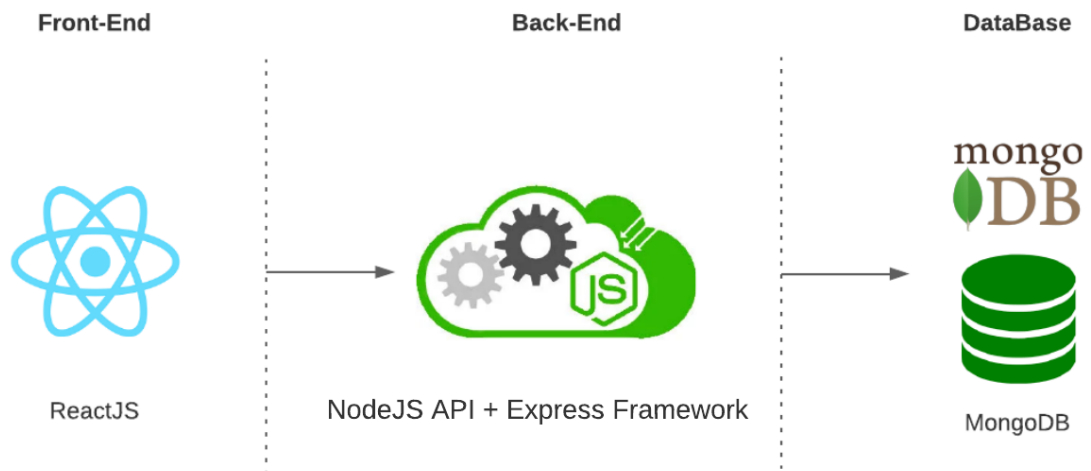 Front-End
Back-End
DataBase
mongo
DB
JS
ReactJS
NodeJS API + Express Framework
MongoDB